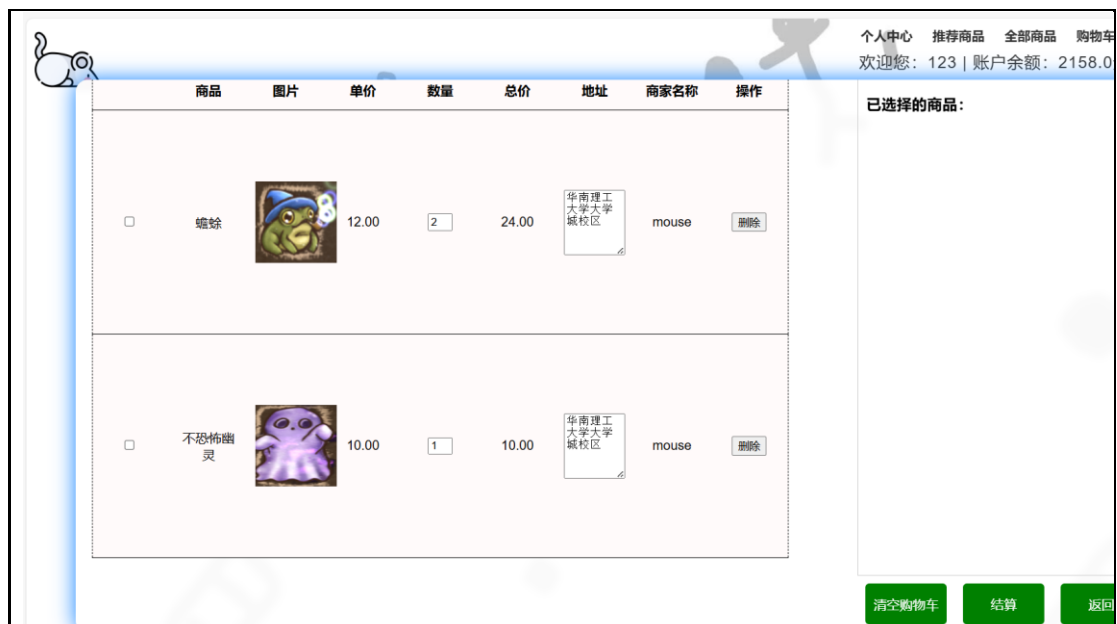 个人中心 推荐商品 全部商品 购物车
欢迎您：123 | 账户余额：2158.0
商品 图片 单价 数量 总价 地址 商家名称 操作
已选择的商品：
蟾蜍 12.00 2 24.00 华南理工 mouse 删除
大学大学
城校区
不恐怖幽 10.00 1 10.00 华南理工 mouse 删除
灵 大学大学
城校区
清空购物车 结算 返回